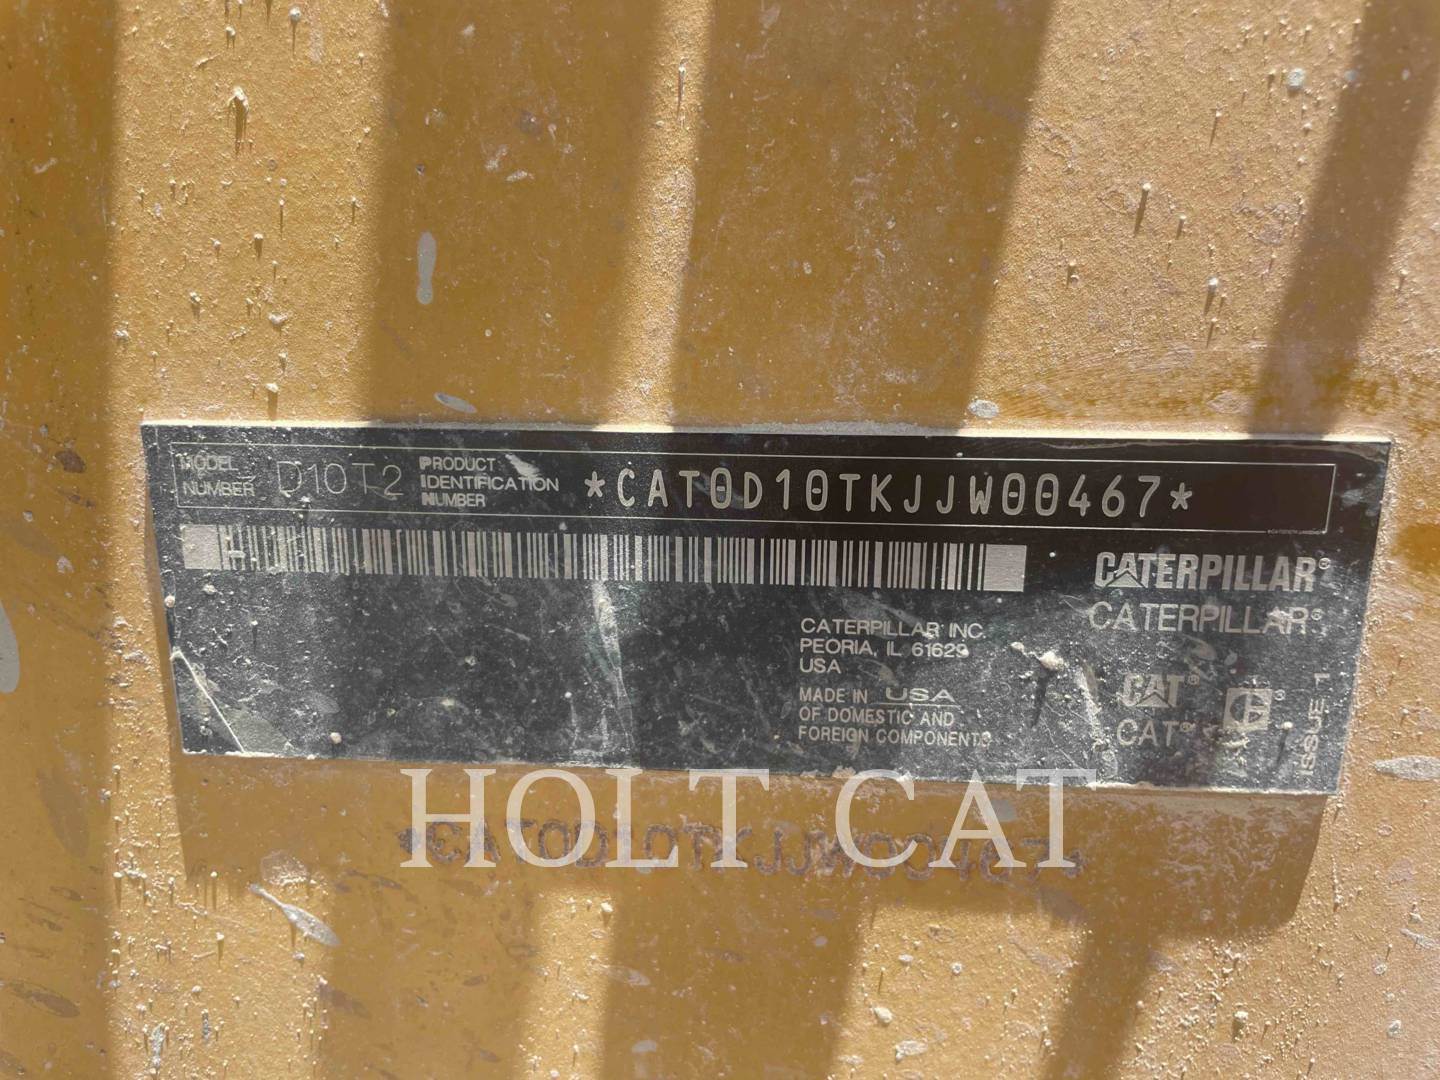 MODEL NUMBER D10T2 PRODUCT IDENTIFICATION NUMBER *CAT0D10TKJJW00467*
CATERPILLAR®
CATERPILLAR®
CATERPILLAR INC.
PEORIA, IL 61629
USA
MADE IN USA
OF DOMESTIC AND
FOREIGN COMPONENTS
CAT®
CAT®
ISSUE 1
HOLT CAT
*CAT0D10TKJJW00467*